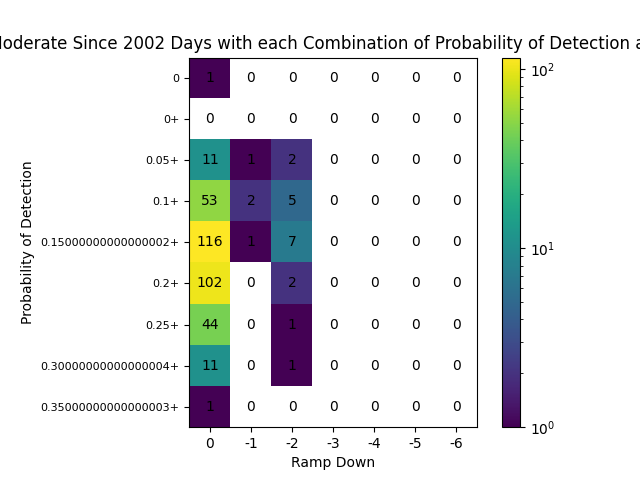 Moderate Since 2002 Days with each Combination of Probability of Detection a
0 1 0 0 0 0 0 0
0+ 0 0 0 0 0 0 0
0.05+ 11 1 2 0 0 0 0
0.1+ 53 2 5 0 0 0 0
0.15000000000000002+ 116 1 7 0 0 0 0
0.2+ 102 0 2 0 0 0 0
0.25+ 44 0 1 0 0 0 0
0.30000000000000004+ 11 0 1 0 0 0 0
0.35000000000000003+ 1 0 0 0 0 0 0
0 -1 -2 -3 -4 -5 -6
Ramp Down
Probability of Detection
10²
10¹
10⁰